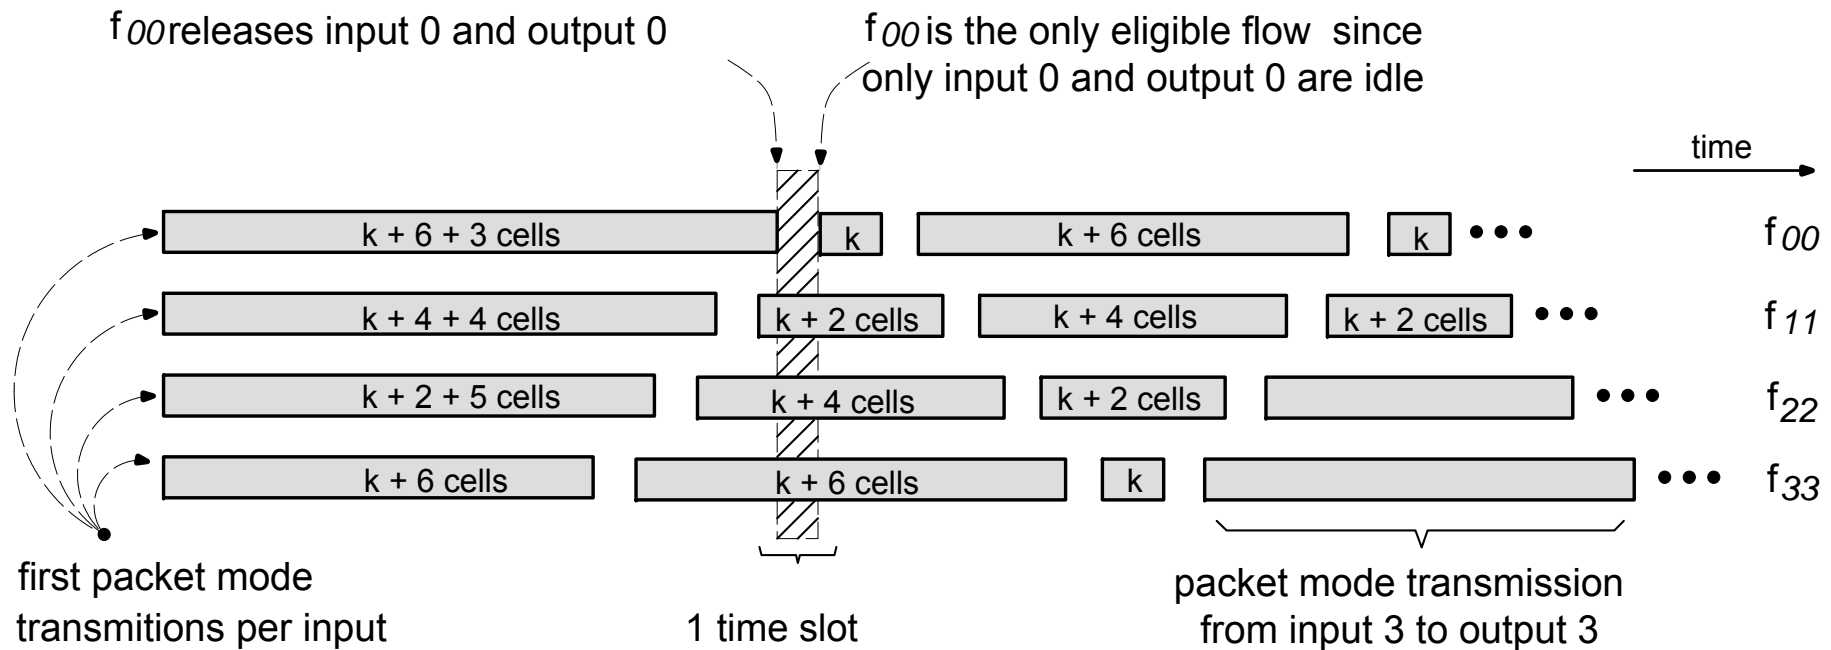 f00 releases input 0 and output 0
f00 is the only eligible flow since
only input 0 and output 0 are idle
time
k + 6 + 3 cells
k
k + 6 cells
k
f00
k + 4 + 4 cells
k + 2 cells
k + 4 cells
k + 2 cells
f11
k + 2 + 5 cells
k + 4 cells
k + 2 cells
f22
k + 6 cells
k + 6 cells
k
f33
first packet mode
transmitions per input
1 time slot
packet mode transmission
from input 3 to output 3